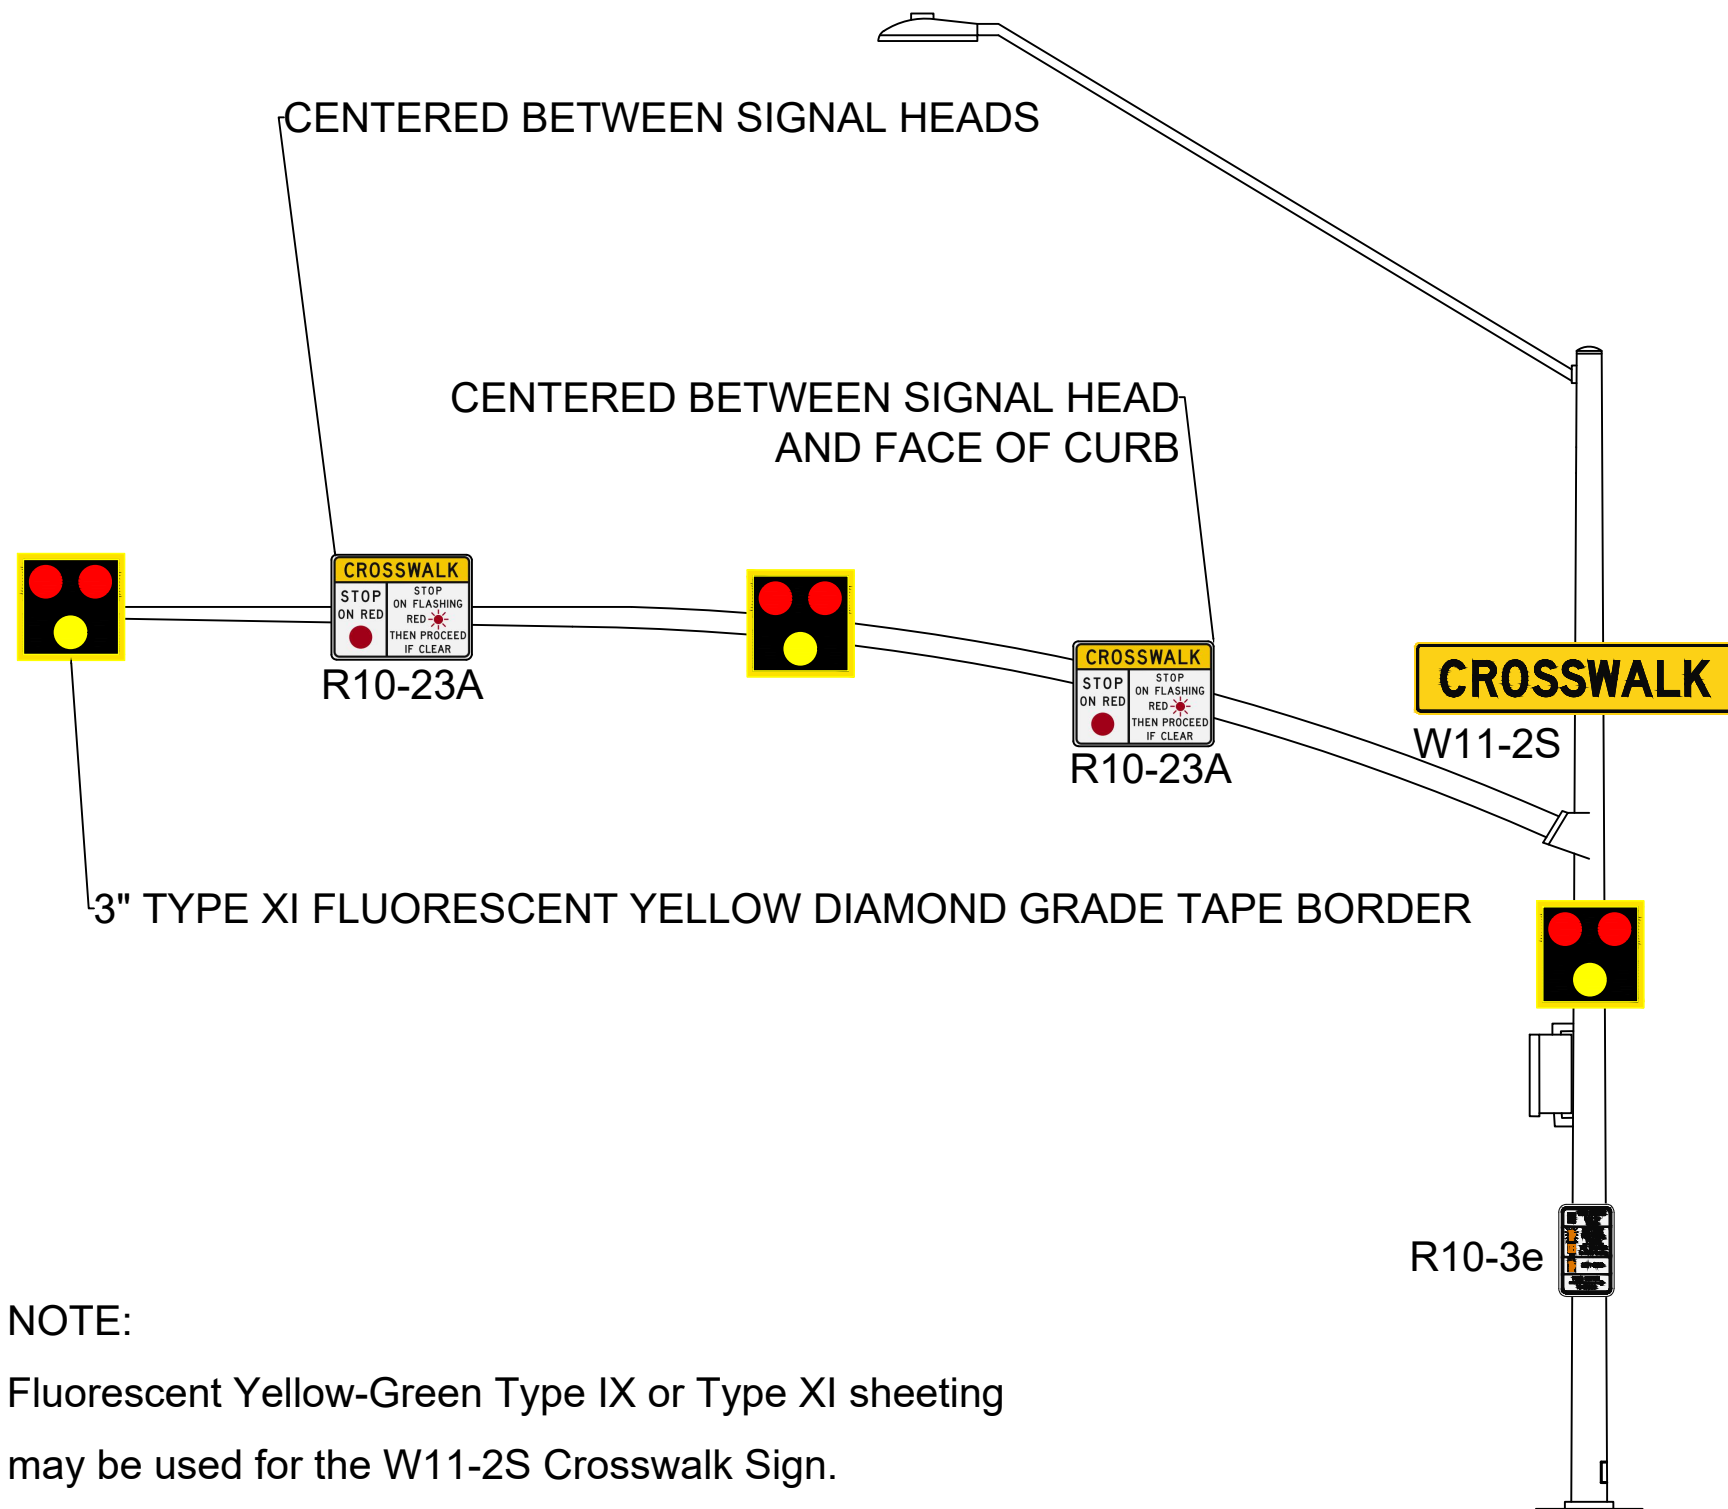 CENTERED BETWEEN SIGNAL HEADS
CENTERED BETWEEN SIGNAL HEAD
AND FACE OF CURB
CROSSWALK
STOP
ON RED
STOP
ON FLASHING
RED
THEN PROCEED
IF CLEAR
R10-23A
CROSSWALK
STOP
ON RED
STOP
ON FLASHING
RED
THEN PROCEED
IF CLEAR
R10-23A
CROSSWALK
W11-2S
3" TYPE XI FLUORESCENT YELLOW DIAMOND GRADE TAPE BORDER
R10-3e
NOTE:
Fluorescent Yellow-Green Type IX or Type XI sheeting
may be used for the W11-2S Crosswalk Sign.